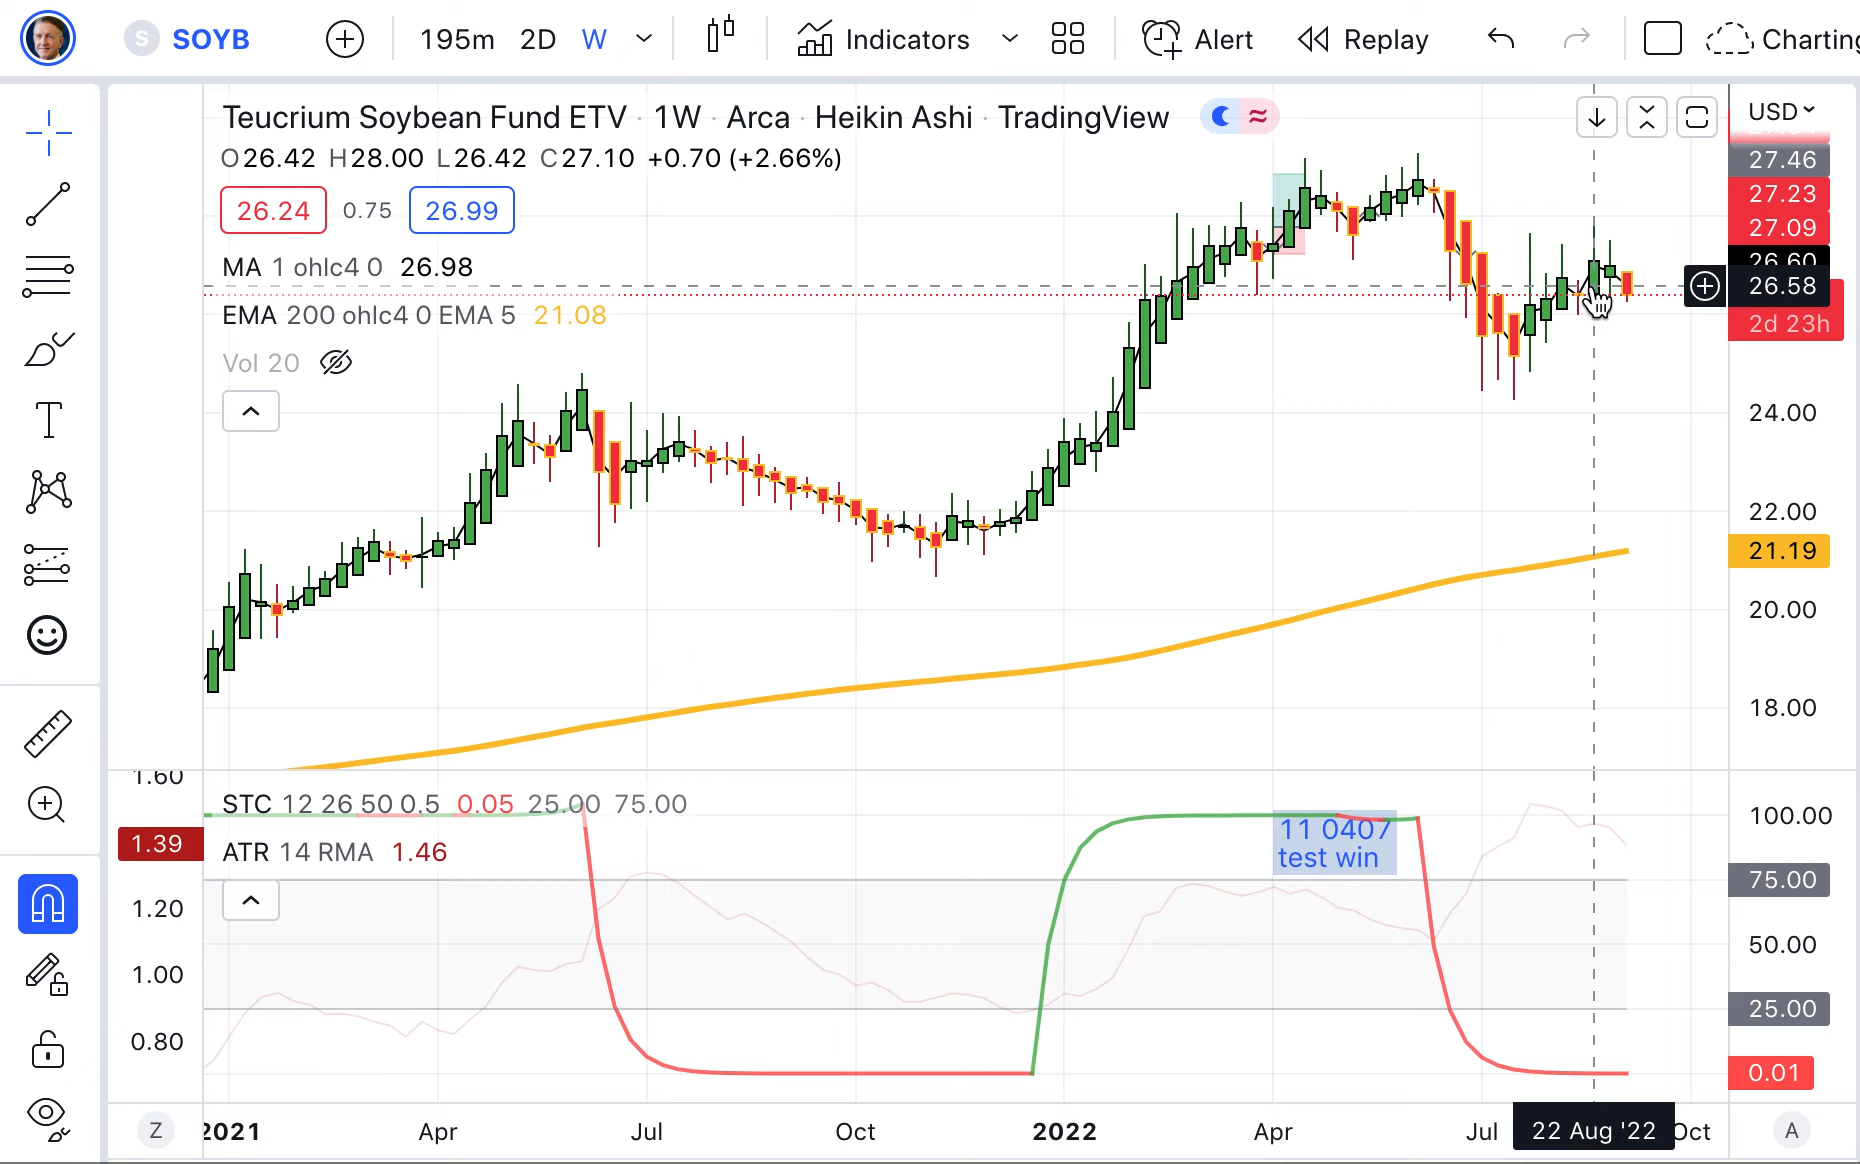 S SOYB 195m 2D W Indicators Alert Replay Charting
Teucrium Soybean Fund ETV · 1W · Arca · Heikin Ashi · TradingView
O26.42 H28.00 L26.42 C27.10 +0.70 (+2.66%)
26.24 0.75 26.99
MA 1 ohlc4 0 26.98
EMA 200 ohlc4 0 EMA 5 21.08
Vol 20
USD
27.46
27.23
27.09
26.60
26.58
2d 23h
24.00
22.00
21.19
20.00
18.00
STC 12 26 50 0.5 0.05 25.00 75.00
ATR 14 RMA 1.46
11 0407
test win
1.60
1.39
1.20
1.00
0.80
100.00
75.00
50.00
25.00
0.01
Z 2021 Apr Jul Oct 2022 Apr Jul 22 Aug '22 Oct A